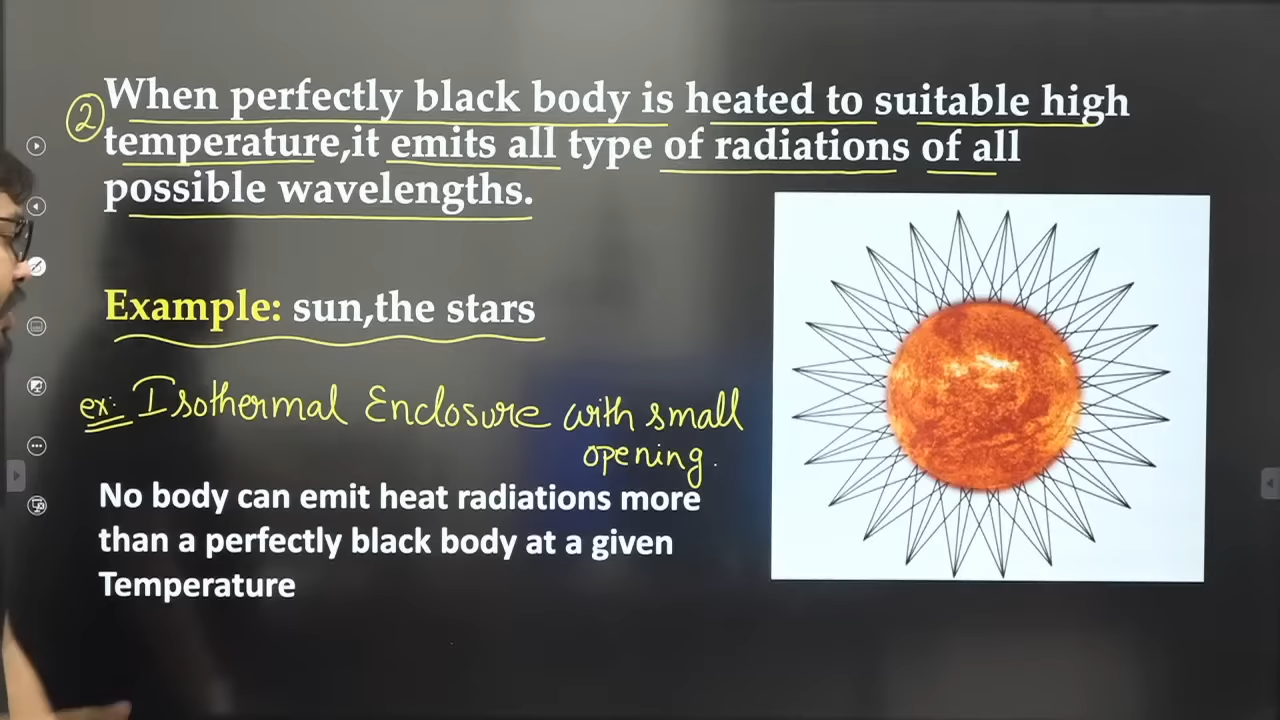 ② When perfectly black body is heated to suitable high
temperature,it emits all type of radiations of all
possible wavelengths.
Example: sun,the stars
ex:- Isothermal Enclosure with small
opening.
No body can emit heat radiations more
than a perfectly black body at a given
Temperature